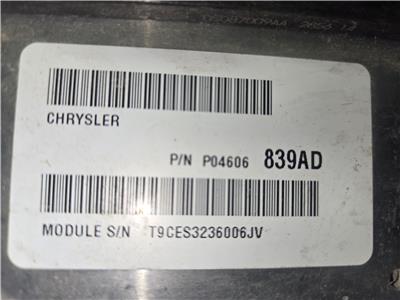 CHRYSLER
P/N P04606 839AD
MODULE S/N T9CES3236006JV